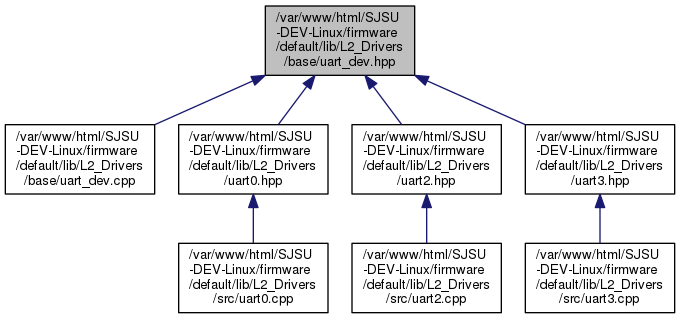 /var/www/html/SJSU
-DEV-Linux/firmware
/default/lib/L2_Drivers
/base/uart_dev.hpp
/var/www/html/SJSU
-DEV-Linux/firmware
/default/lib/L2_Drivers
/base/uart_dev.cpp
/var/www/html/SJSU
-DEV-Linux/firmware
/default/lib/L2_Drivers
/uart0.hpp
/var/www/html/SJSU
-DEV-Linux/firmware
/default/lib/L2_Drivers
/uart2.hpp
/var/www/html/SJSU
-DEV-Linux/firmware
/default/lib/L2_Drivers
/uart3.hpp
/var/www/html/SJSU
-DEV-Linux/firmware
/default/lib/L2_Drivers
/src/uart0.cpp
/var/www/html/SJSU
-DEV-Linux/firmware
/default/lib/L2_Drivers
/src/uart2.cpp
/var/www/html/SJSU
-DEV-Linux/firmware
/default/lib/L2_Drivers
/src/uart3.cpp